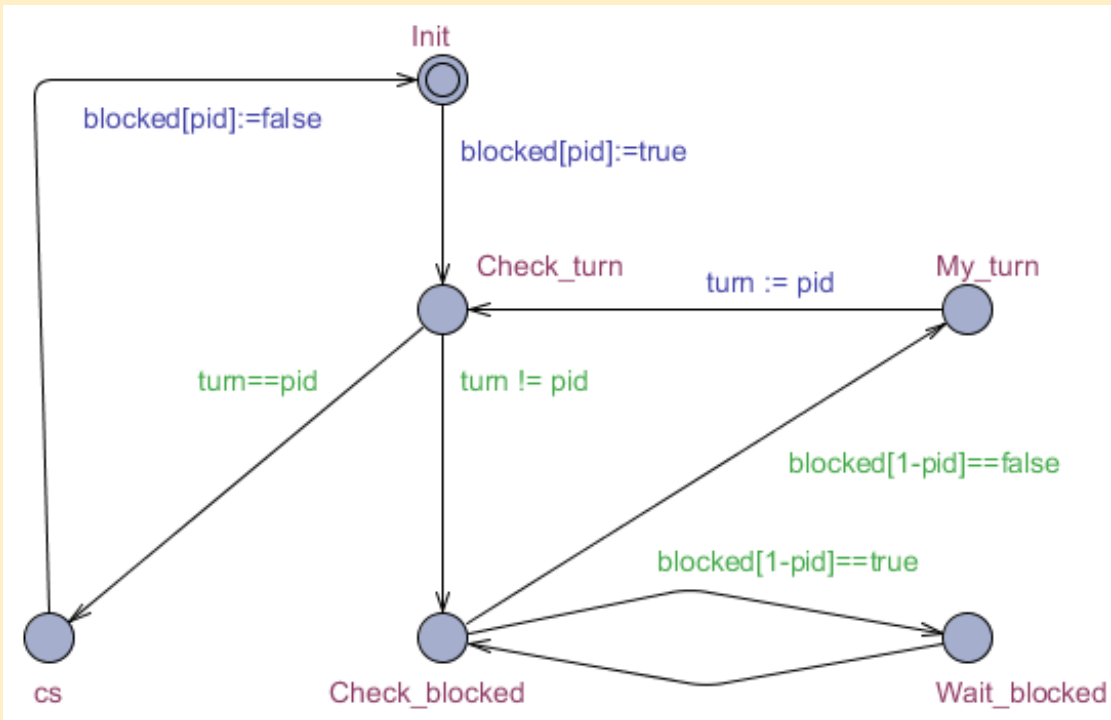 Init
blocked[pid]:=false
blocked[pid]:=true
Check_turn
My_turn
turn := pid
turn==pid
turn != pid
blocked[1-pid]==false
blocked[1-pid]==true
cs
Check_blocked
Wait_blocked